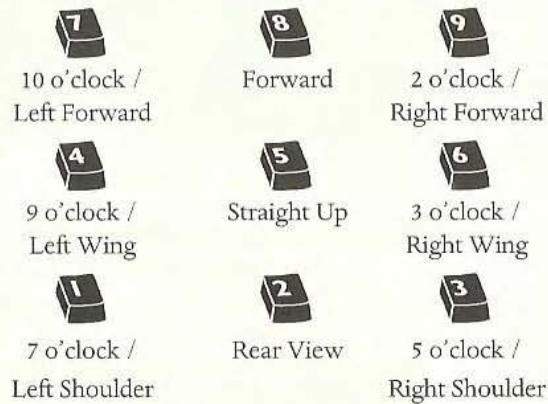 7 8 9
10 o'clock / Forward 2 o'clock /
Left Forward Right Forward
4 5 6
9 o'clock / Straight Up 3 o'clock /
Left Wing Right Wing
1 2 3
7 o'clock / Rear View 5 o'clock /
Left Shoulder Right Shoulder